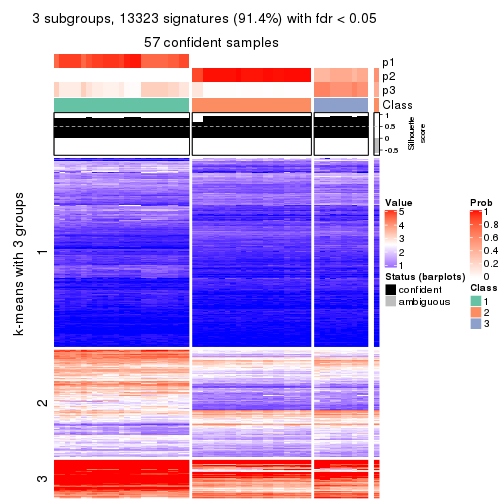 3 subgroups, 13323 signatures (91.4%) with fdr < 0.05
57 confident samples
p1
p2
p3
Class
1
0.5
0
-0.5
Silhouette
score
k-means with 3 groups
1
2
3
Value
5
4
3
2
1
Status (barplots)
confident
ambiguous
Prob
1
0.8
0.6
0.4
0.2
0
Class
1
2
3